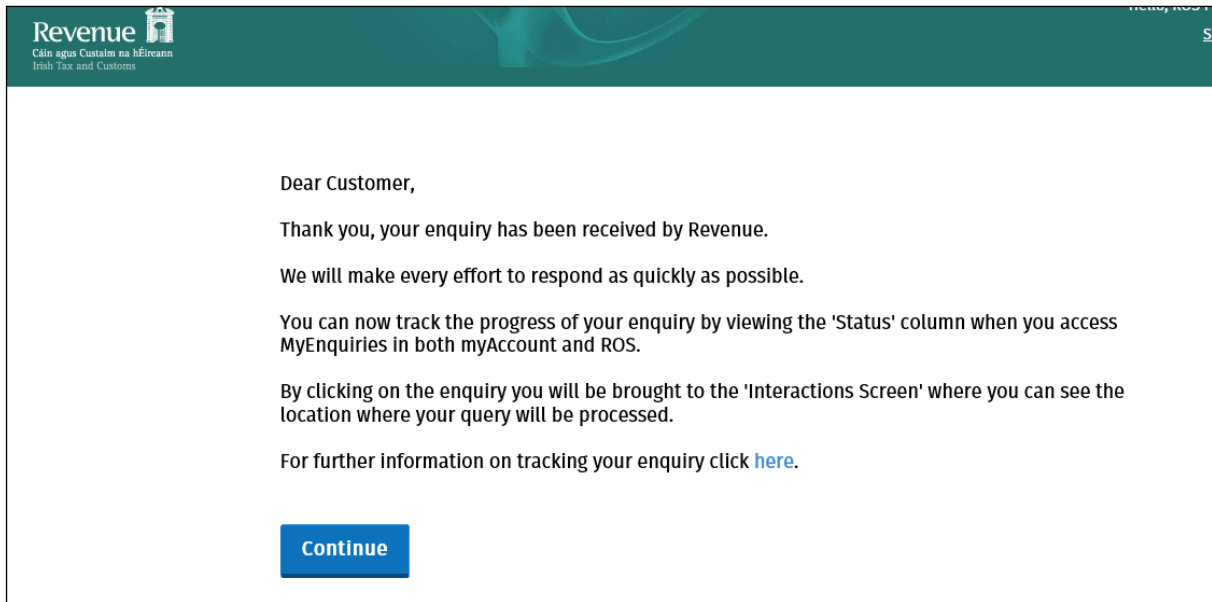 Revenue
Cáin agus Custaim na hÉireann
Irish Tax and Customs
Dear Customer,
Thank you, your enquiry has been received by Revenue.
We will make every effort to respond as quickly as possible.
You can now track the progress of your enquiry by viewing the 'Status' column when you access
MyEnquiries in both myAccount and ROS.
By clicking on the enquiry you will be brought to the 'Interactions Screen' where you can see the
location where your query will be processed.
For further information on tracking your enquiry click here.
Continue